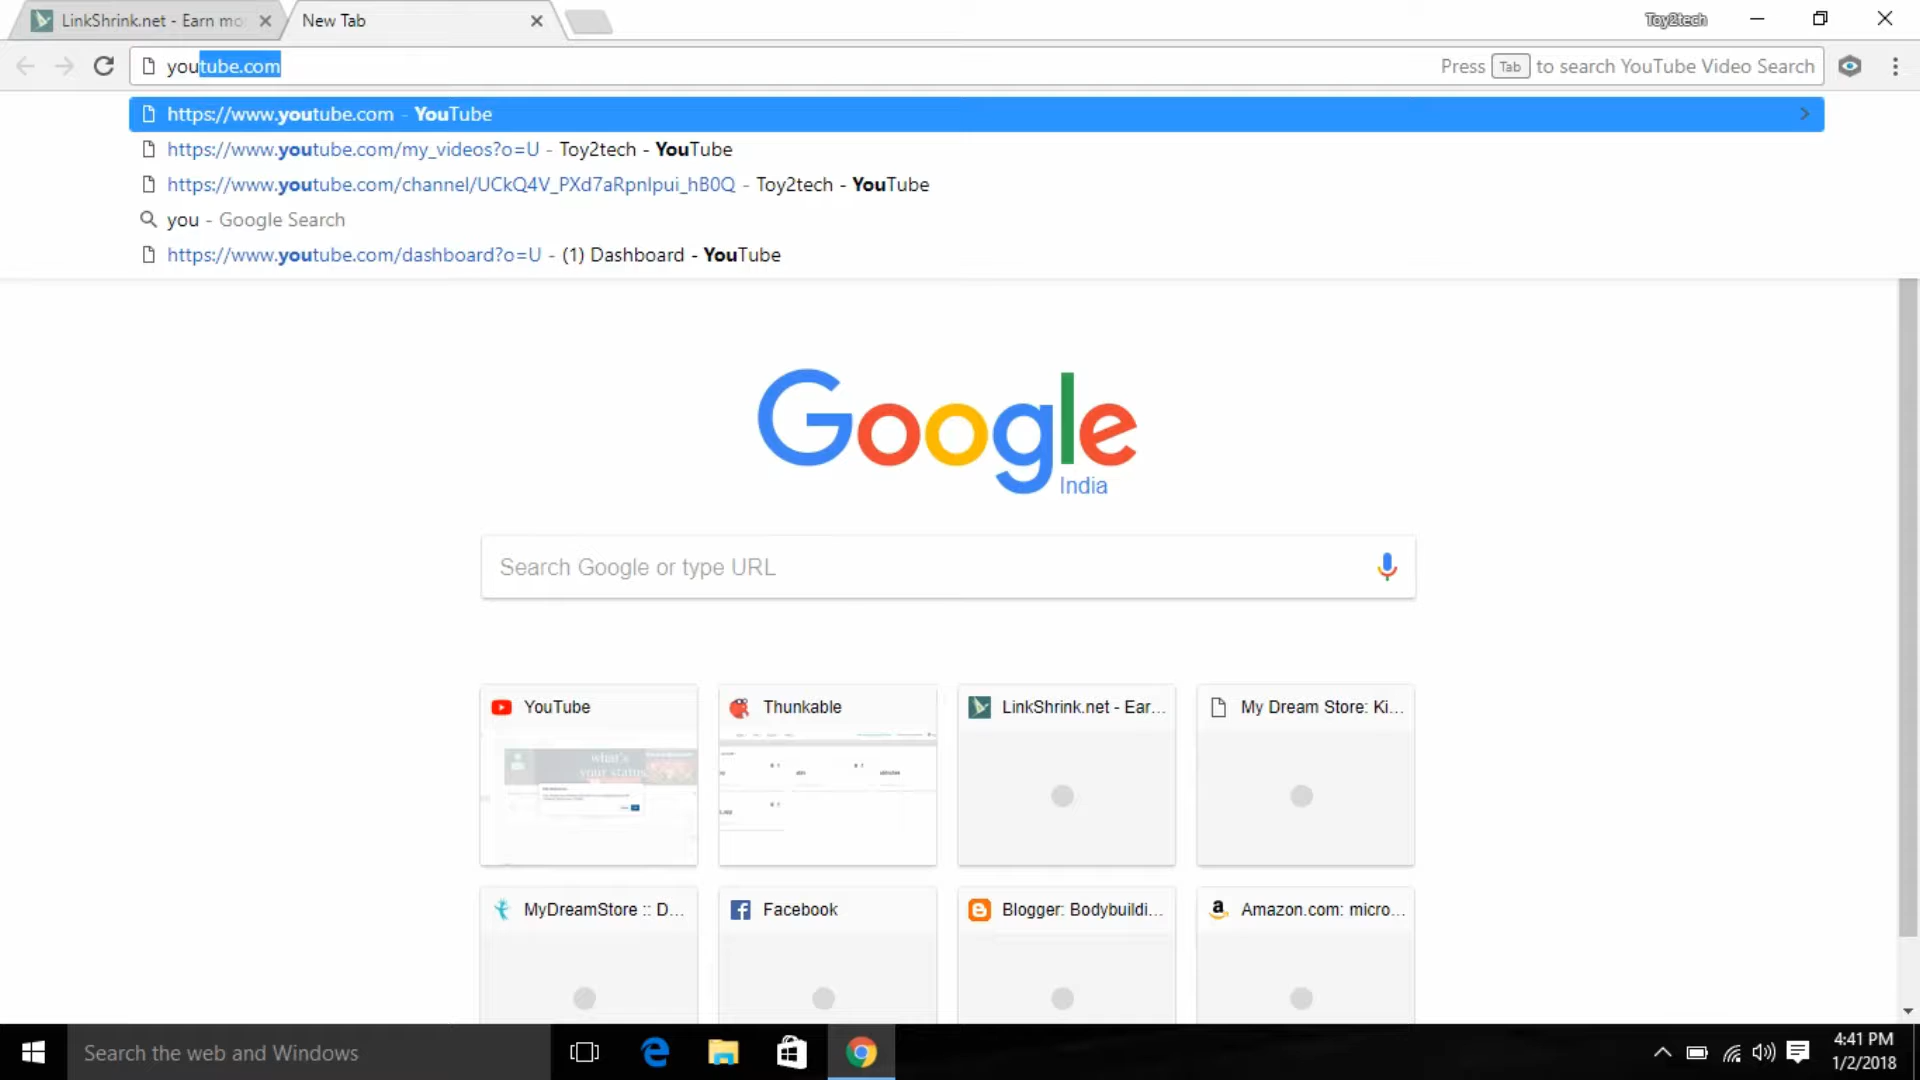 LinkShrink.net - Earn mo
New Tab
Toy2tech
youtube.com
Press Tab to search YouTube Video Search
https://www.youtube.com - YouTube
https://www.youtube.com/my_videos?o=U - Toy2tech - YouTube
https://www.youtube.com/channel/UCkQ4V_PXd7aRpnlpui_hB0Q - Toy2tech - YouTube
you - Google Search
https://www.youtube.com/dashboard?o=U - (1) Dashboard - YouTube
Google
India
Search Google or type URL
YouTube
Thunkable
LinkShrink.net - Ear...
My Dream Store: Ki...
what's
your status
MyDreamStore :: D...
Facebook
Blogger: Bodybuildi...
Amazon.com: micro...
Search the web and Windows
4:41 PM
1/2/2018